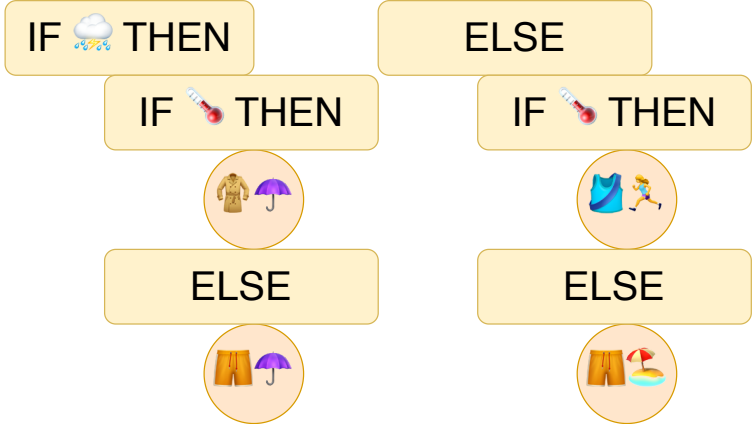 IF ⛈️ THEN
ELSE
IF 🌡️ THEN
IF 🌡️ THEN
🧥☂️
🎽🏃‍♀️
ELSE
ELSE
🩳☂️
🩳🏖️